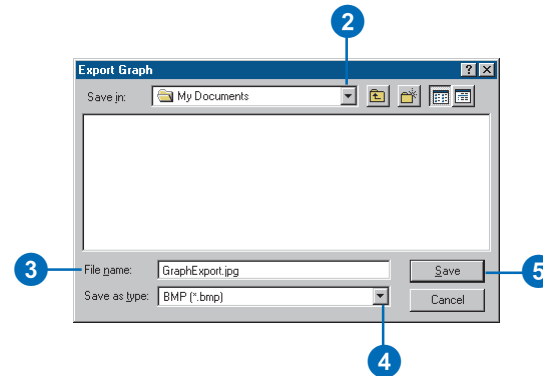 2
Export Graph
Save in: My Documents
3
File name: GraphExport.jpg
Save
5
Save as type: BMP (*.bmp)
Cancel
4